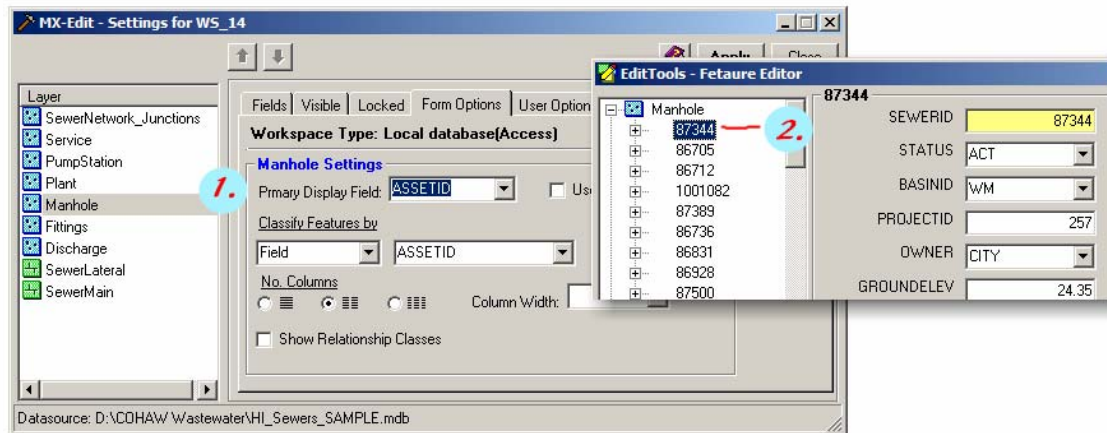 MX-Edit - Settings for WS_14
Apply
Close
Layer
SewerNetwork_Junctions
Service
PumpStation
Plant
Manhole
Fittings
Discharge
SewerLateral
SewerMain
Fields Visible Locked Form Options User Option
Workspace Type: Local database(Access)
Manhole Settings
1. Prmary Display Field: ASSETID
Classify Features by
Field ASSETID
No. Columns
Column Width:
Show Relationship Classes
Datasource: D:\COHAW Wastewater\HI_Sewers_SAMPLE.mdb
EditTools - Fetaure Editor
Manhole
87344 2.
86705
86712
1001082
87389
86736
86831
86928
87500
87344
SEWERID 87344
STATUS ACT
BASINID WM
PROJECTID 257
OWNER CITY
GROUNDELEV 24.35